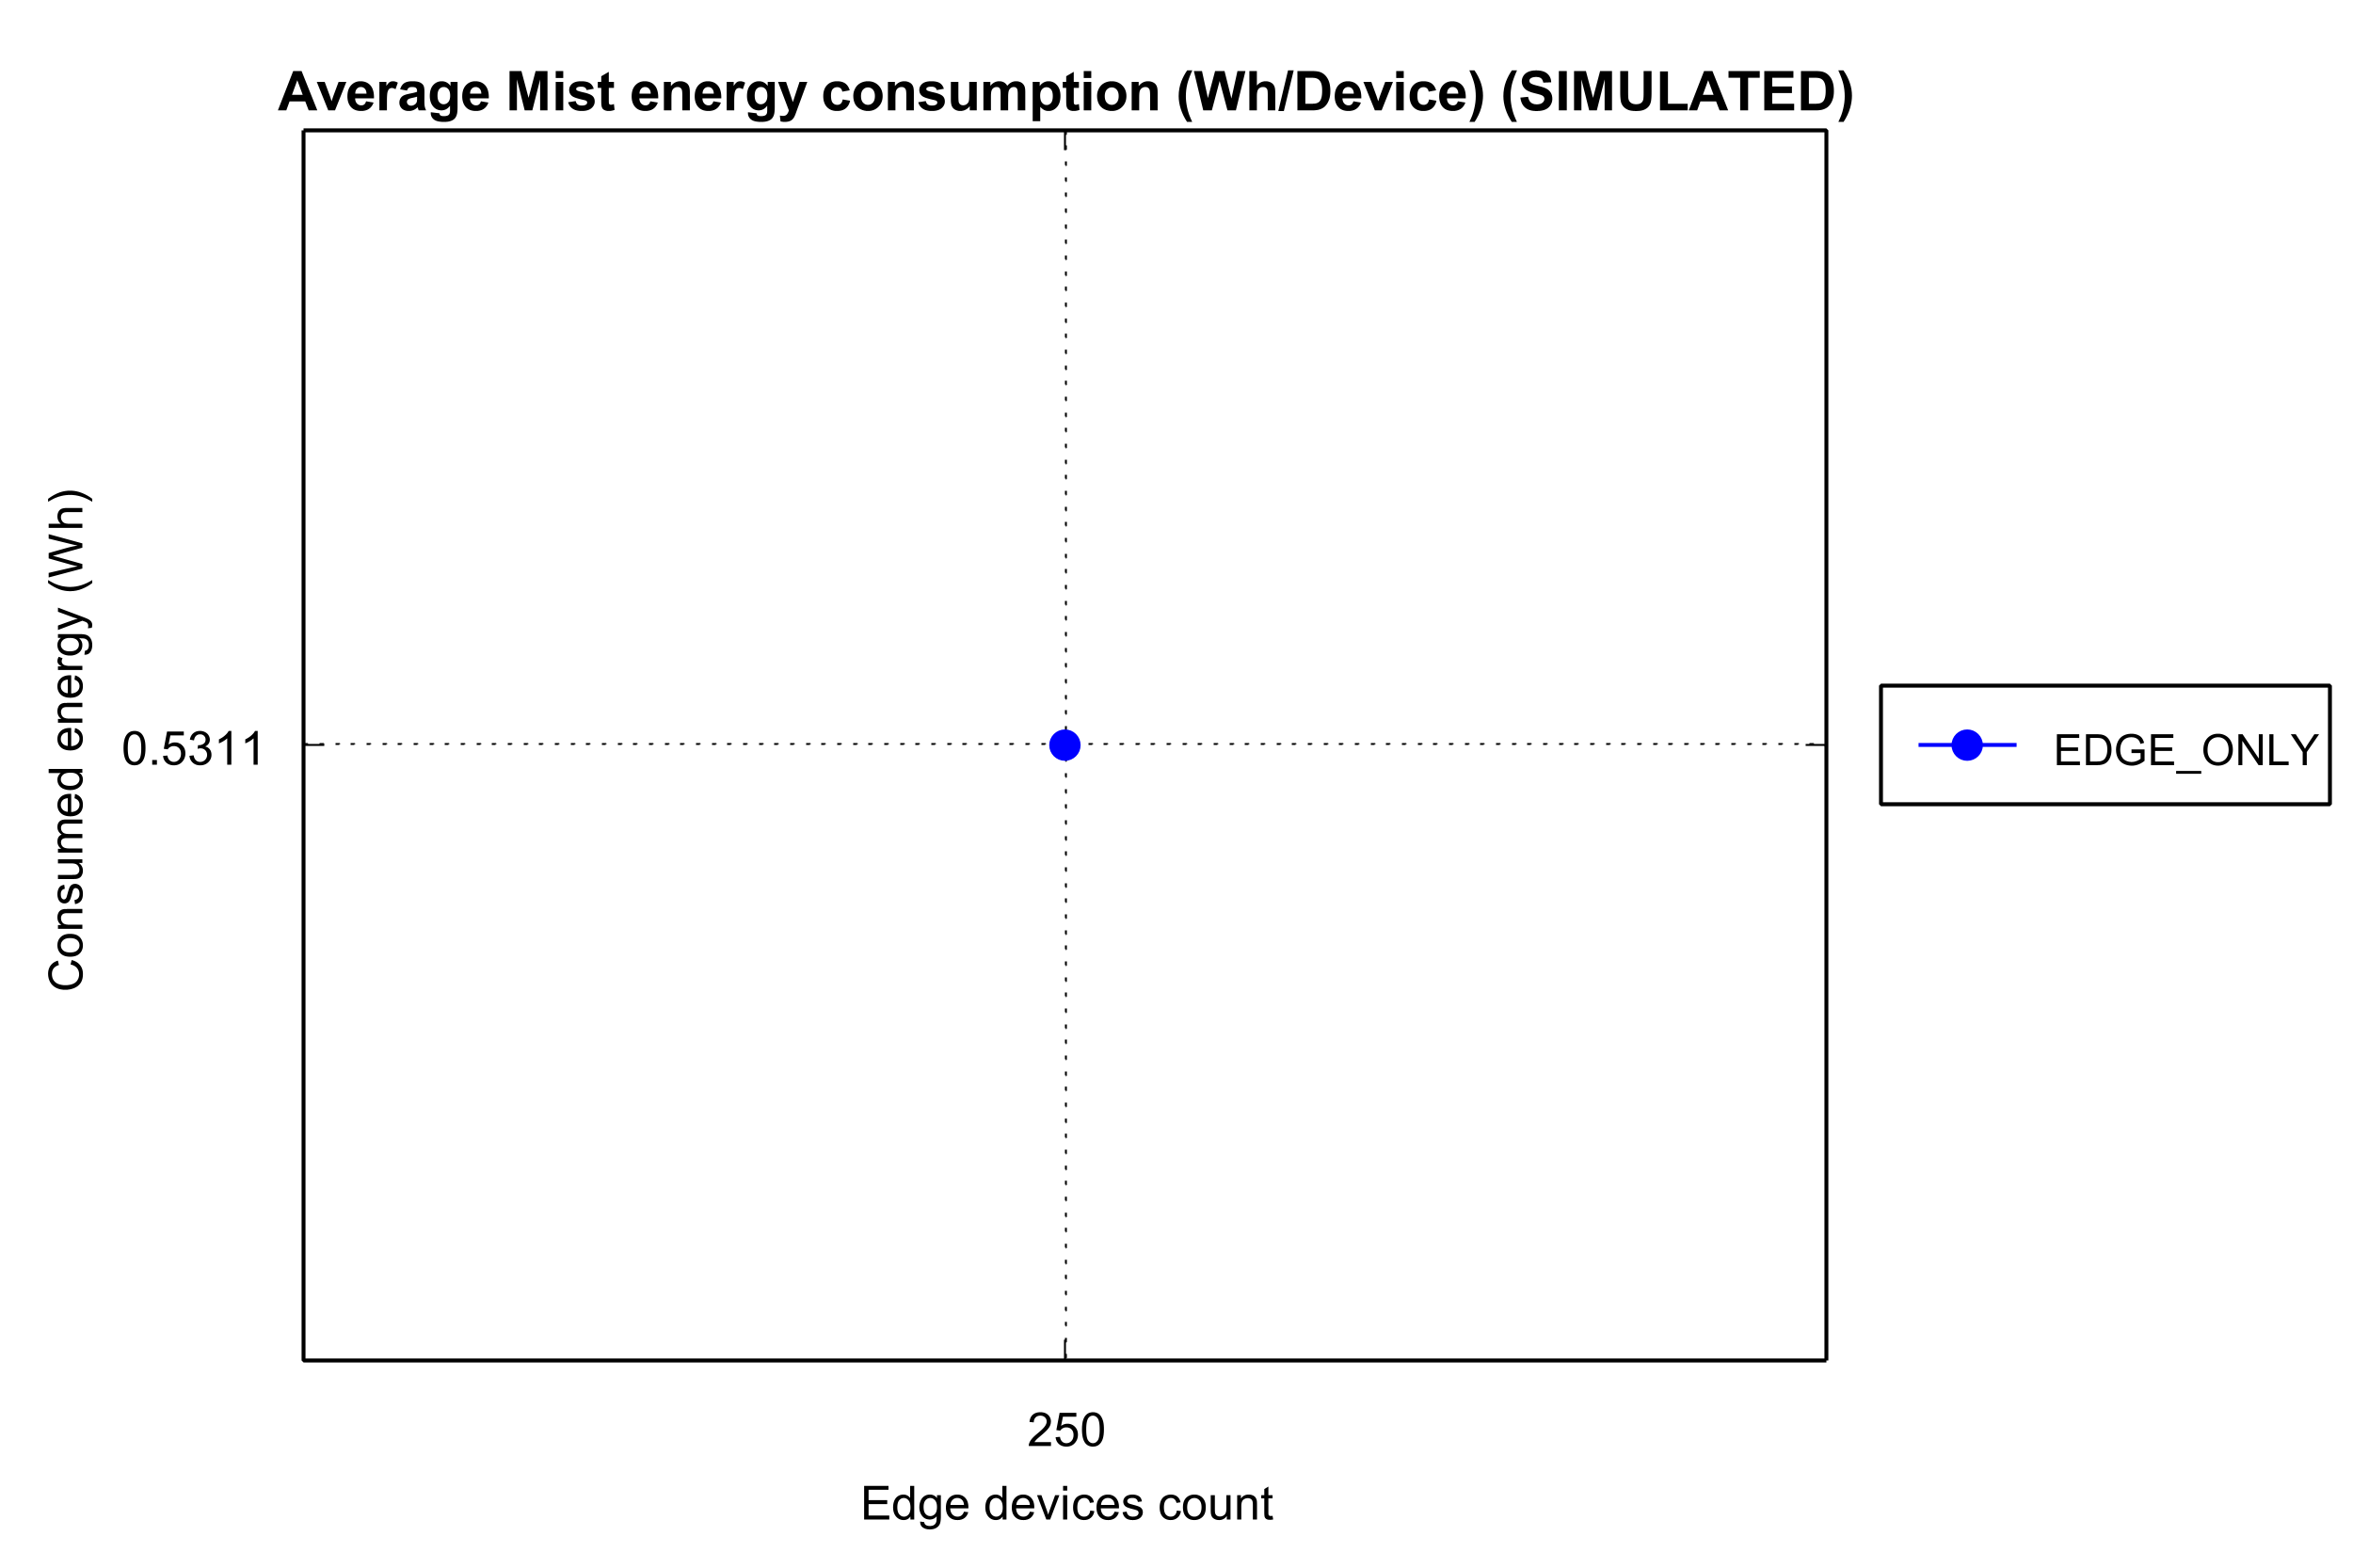 Average Mist energy consumption (Wh/Device) (SIMULATED)
Consumed energy (Wh)
0.5311
EDGE_ONLY
250
Edge devices count